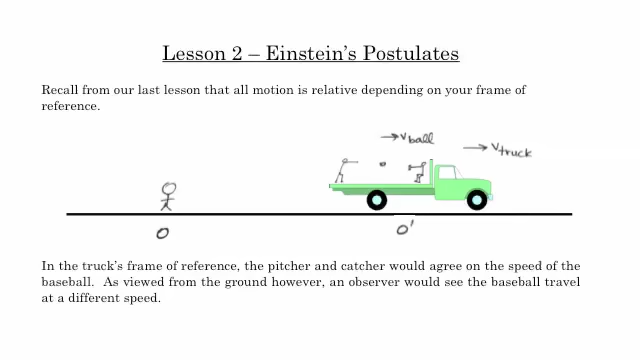 Lesson 2 – Einstein's Postulates
Recall from our last lesson that all motion is relative depending on your frame of
reference.
→vball
→ vtruck
O
O'
In the truck's frame of reference, the pitcher and catcher would agree on the speed of the
baseball. As viewed from the ground however, an observer would see the baseball travel
at a different speed.